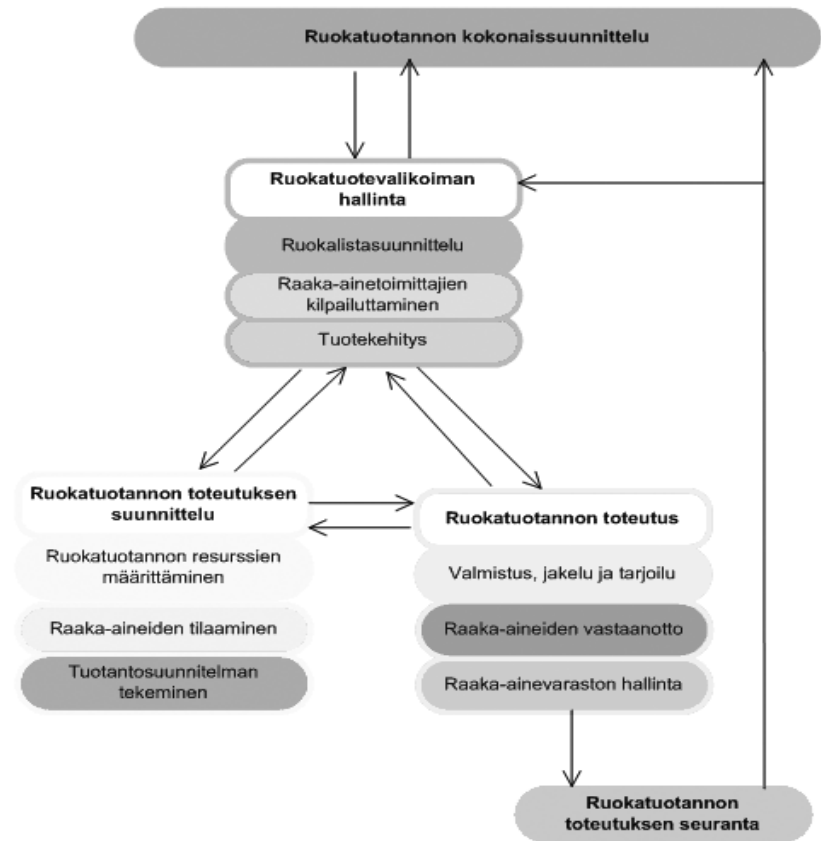 Ruokatuotannon kokonaissuunnittelu
Ruokatuotevalikoiman
hallinta
Ruokalistasuunnittelu
Raaka-ainetoimittajien
kilpailuttaminen
Tuotekehitys
Ruokatuotannon toteutuksen
suunnittelu
Ruokatuotannon resurssien
määrittäminen
Raaka-aineiden tilaaminen
Tuotantosuunnitelman
tekeminen
Ruokatuotannon toteutus
Valmistus, jakelu ja tarjoilu
Raaka-aineiden vastaanotto
Raaka-ainevaraston hallinta
Ruokatuotannon
toteutuksen seuranta